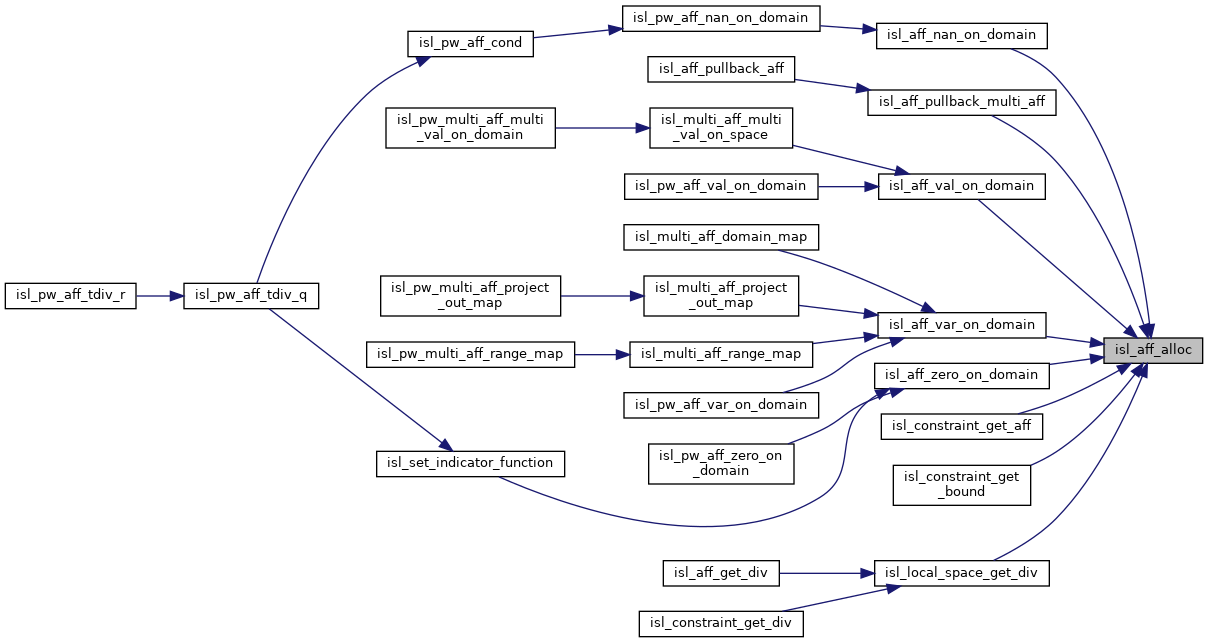 isl_pw_aff_nan_on_domain
isl_aff_nan_on_domain
isl_pw_aff_cond
isl_aff_pullback_aff
isl_aff_pullback_multi_aff
isl_pw_multi_aff_multi
_val_on_domain
isl_multi_aff_multi
_val_on_space
isl_pw_aff_val_on_domain
isl_aff_val_on_domain
isl_multi_aff_domain_map
isl_pw_aff_tdiv_r
isl_pw_aff_tdiv_q
isl_pw_multi_aff_project
_out_map
isl_multi_aff_project
_out_map
isl_aff_var_on_domain
isl_aff_alloc
isl_pw_multi_aff_range_map
isl_multi_aff_range_map
isl_aff_zero_on_domain
isl_pw_aff_var_on_domain
isl_constraint_get_aff
isl_set_indicator_function
isl_pw_aff_zero_on
_domain
isl_constraint_get
_bound
isl_aff_get_div
isl_local_space_get_div
isl_constraint_get_div